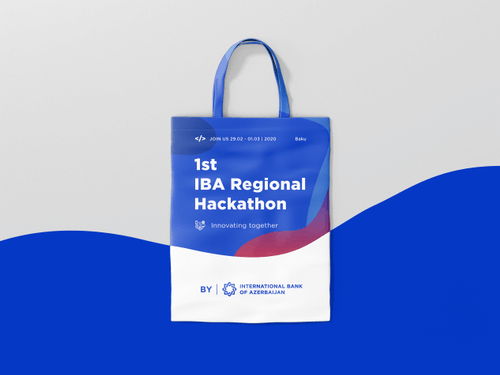 </> JOIN US 29.02 - 01.03 | 2020 Baku
1st
IBA Regional
Hackathon
Innovating together
BY | INTERNATIONAL BANK
OF AZERBAIJAN